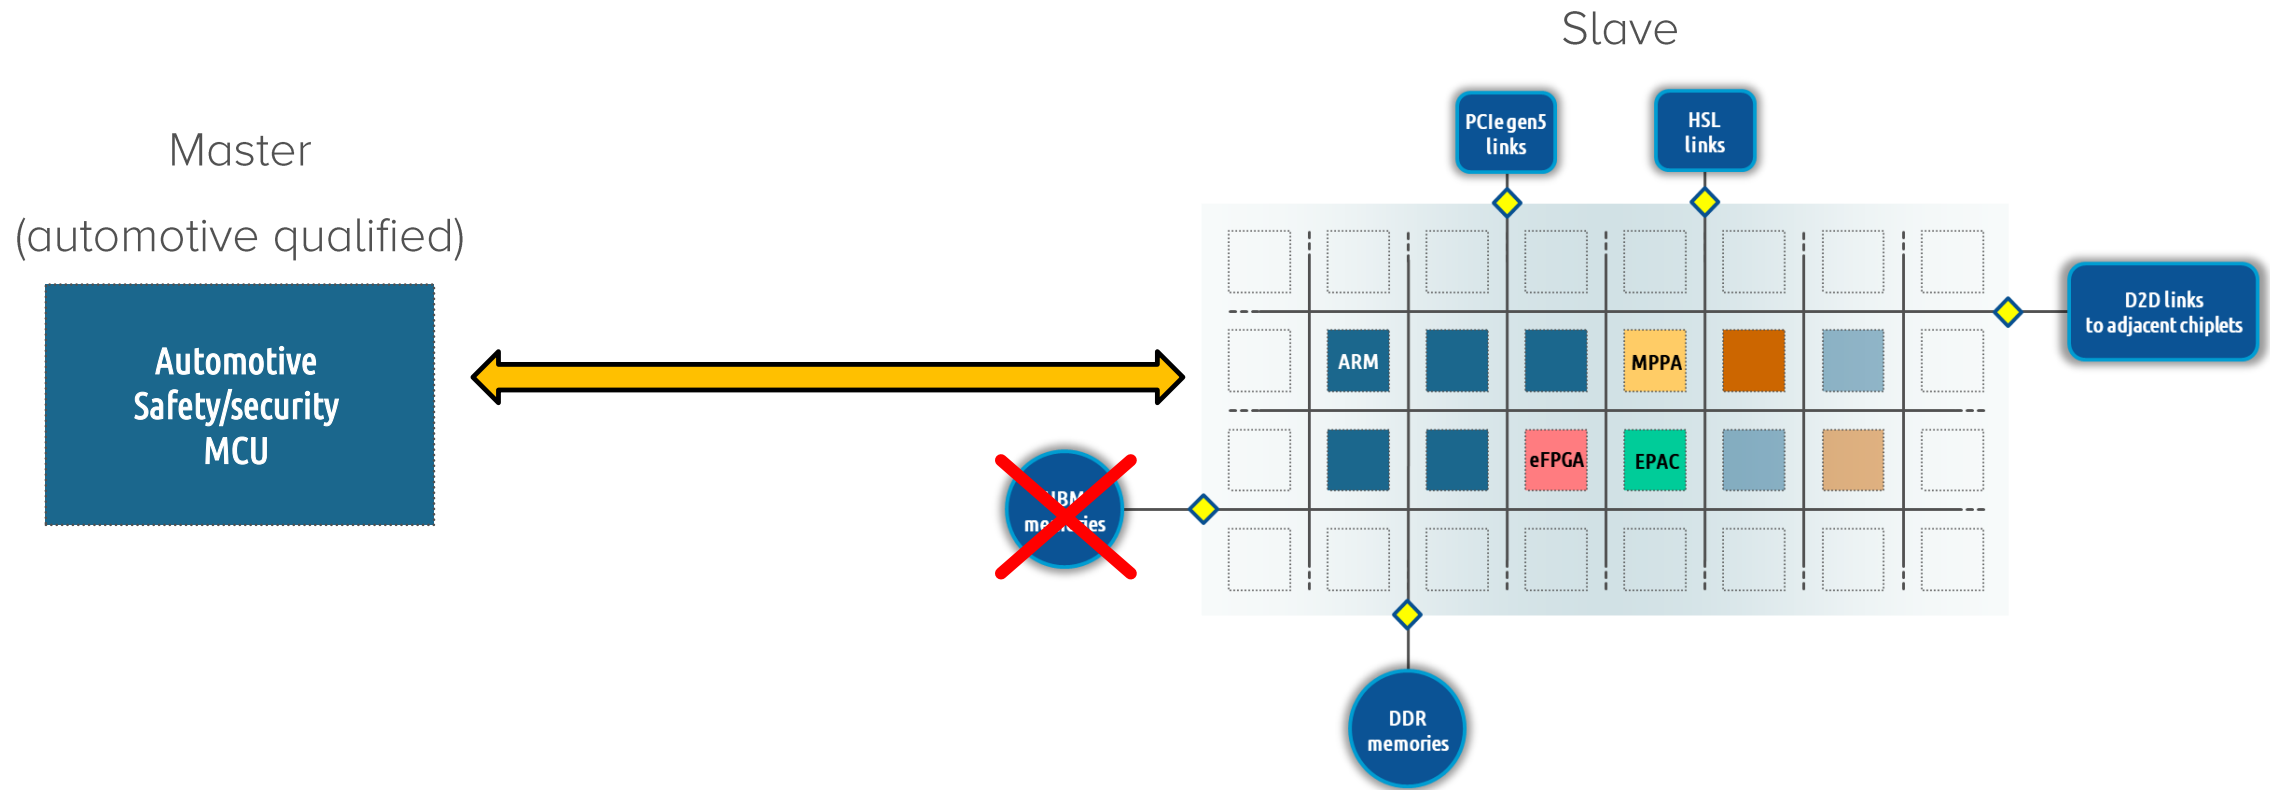 Slave
Master
(automotive qualified)
Automotive
Safety/security
MCU
PCIe gen5
links
HSL
links
D2D links
to adjacent chiplets
ARM
MPPA
eFPGA
EPAC
memories
DDR
memories